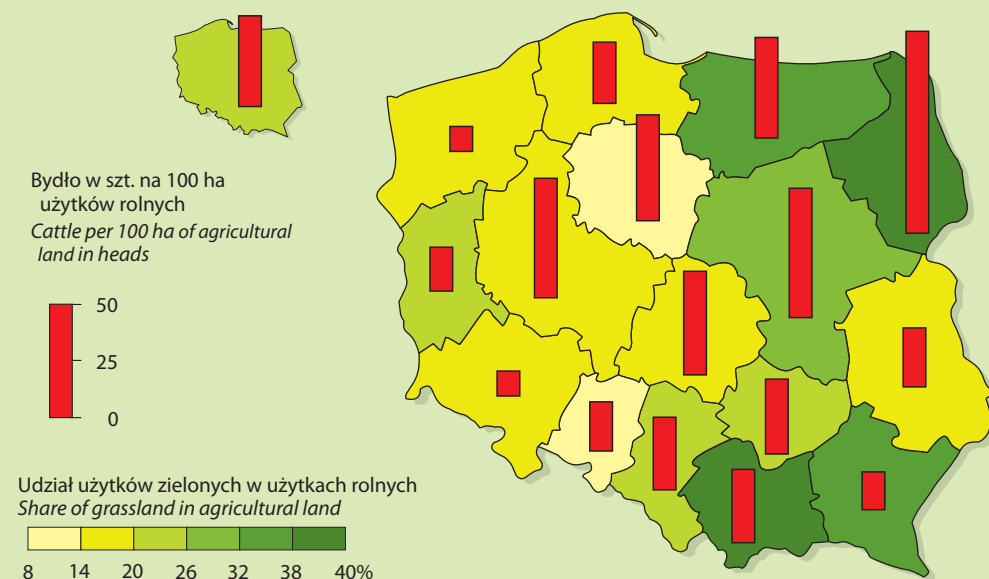 Bydło w szt. na 100 ha
użytków rolnych
Cattle per 100 ha of agricultural
land in heads
50
25
0
Udział użytków zielonych w użytkach rolnych
Share of grassland in agricultural land
8 14 20 26 32 38 40%